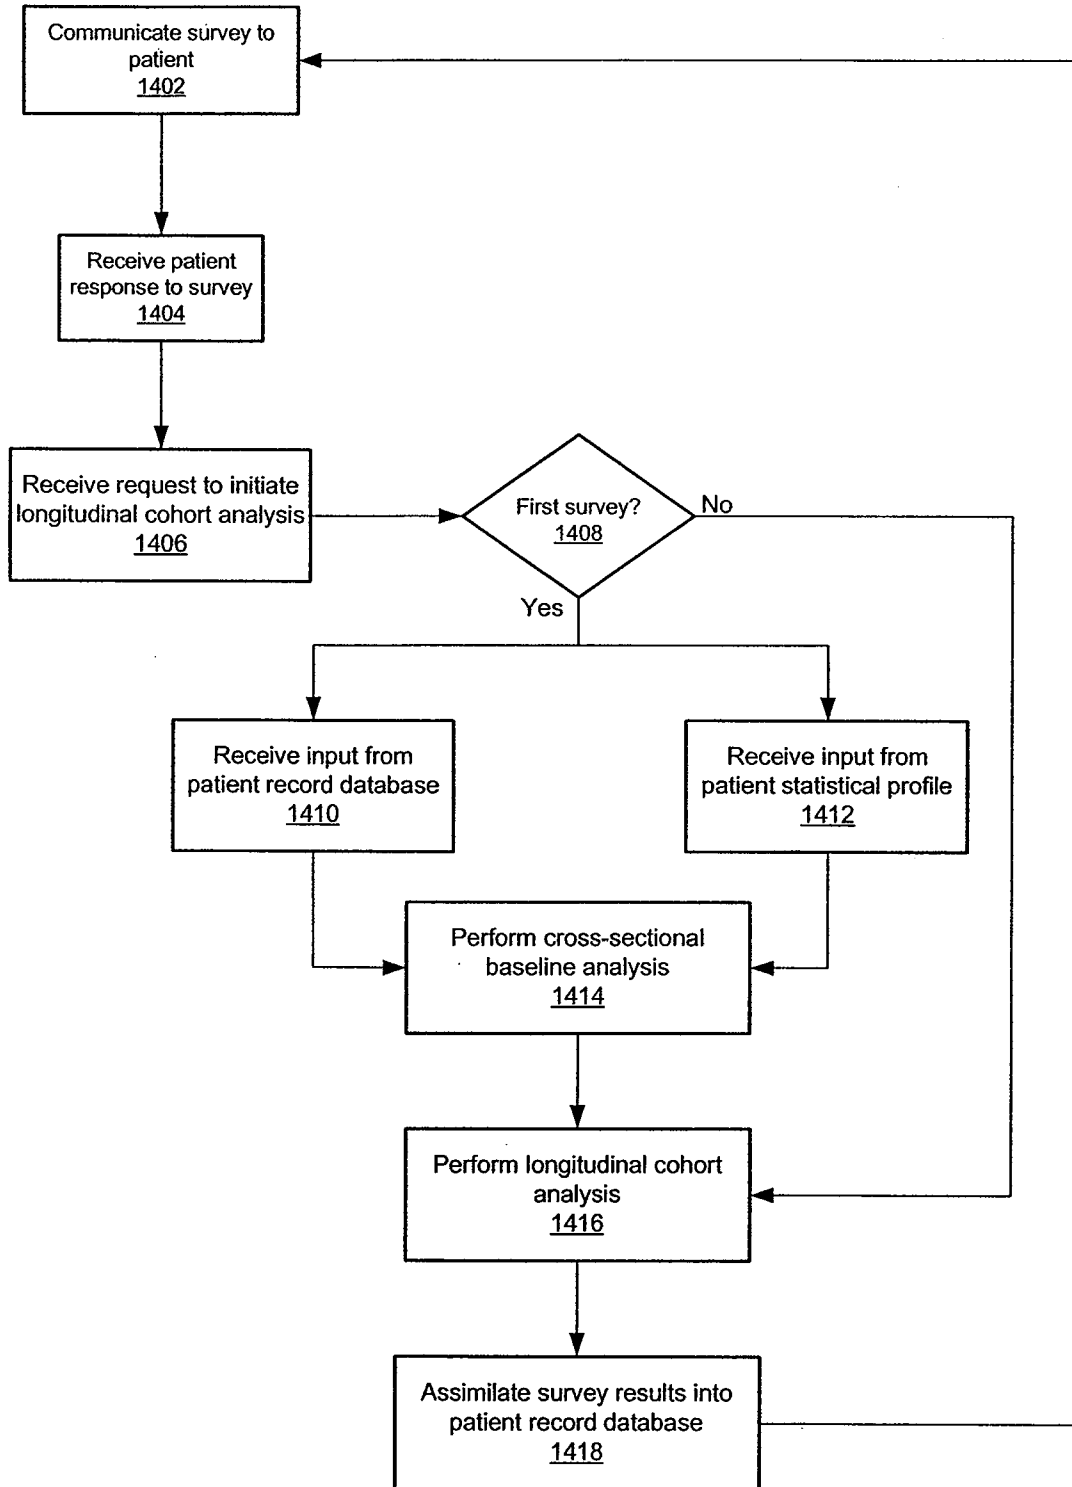 Communicate survey to
patient
1402
Receive patient
response to survey
1404
Receive request to initiate
longitudinal cohort analysis
1406
First survey?
1408
No
Yes
Receive input from
patient record database
1410
Receive input from
patient statistical profile
1412
Perform cross-sectional
baseline analysis
1414
Perform longitudinal cohort
analysis
1416
Assimilate survey results into
patient record database
1418